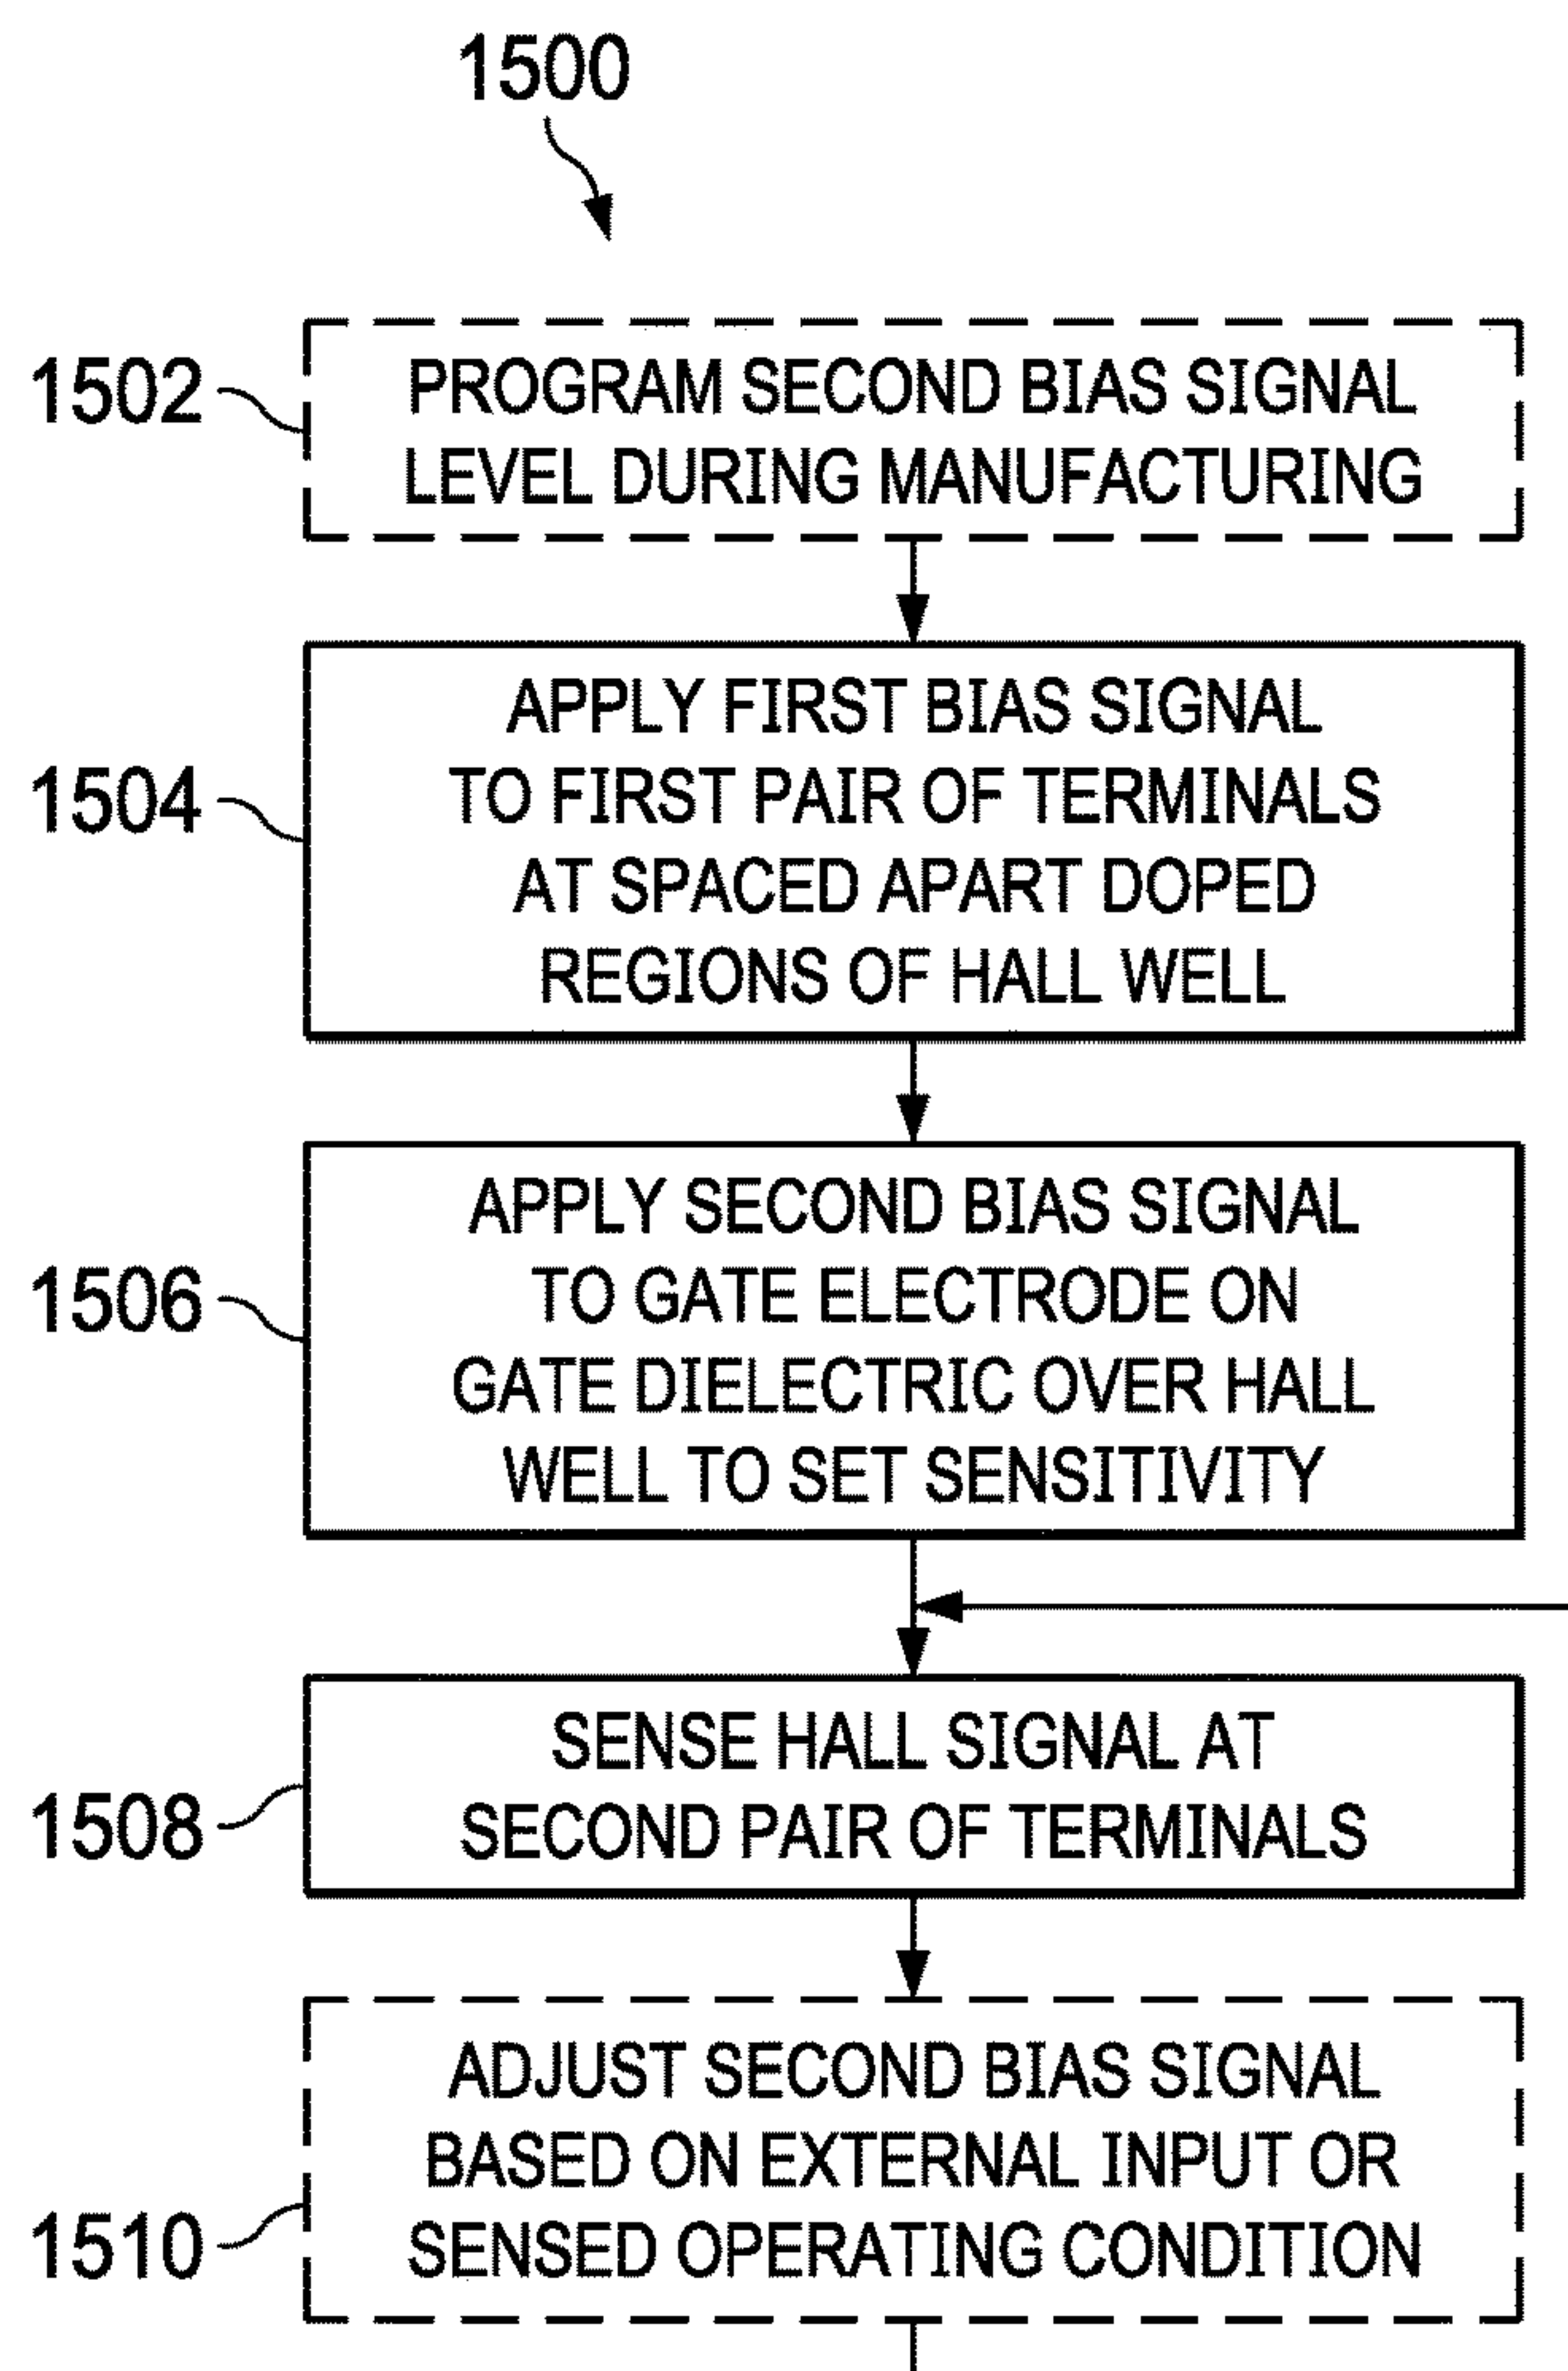 1500
1502
PROGRAM SECOND BIAS SIGNAL
LEVEL DURING MANUFACTURING
1504
APPLY FIRST BIAS SIGNAL
TO FIRST PAIR OF TERMINALS
AT SPACED APART DOPED
REGIONS OF HALL WELL
1506
APPLY SECOND BIAS SIGNAL
TO GATE ELECTRODE ON
GATE DIELECTRIC OVER HALL
WELL TO SET SENSITIVITY
1508
SENSE HALL SIGNAL AT
SECOND PAIR OF TERMINALS
1510
ADJUST SECOND BIAS SIGNAL
BASED ON EXTERNAL INPUT OR
SENSED OPERATING CONDITION